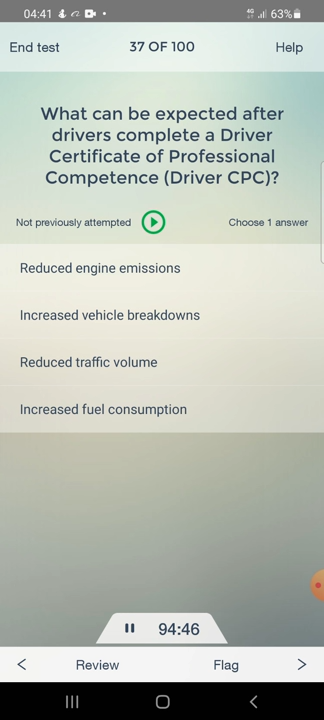 04:41
4G 63%
End test 37 OF 100 Help
What can be expected after
drivers complete a Driver
Certificate of Professional
Competence (Driver CPC)?
Not previously attempted Choose 1 answer
Reduced engine emissions
Increased vehicle breakdowns
Reduced traffic volume
Increased fuel consumption
94:46
< Review Flag >